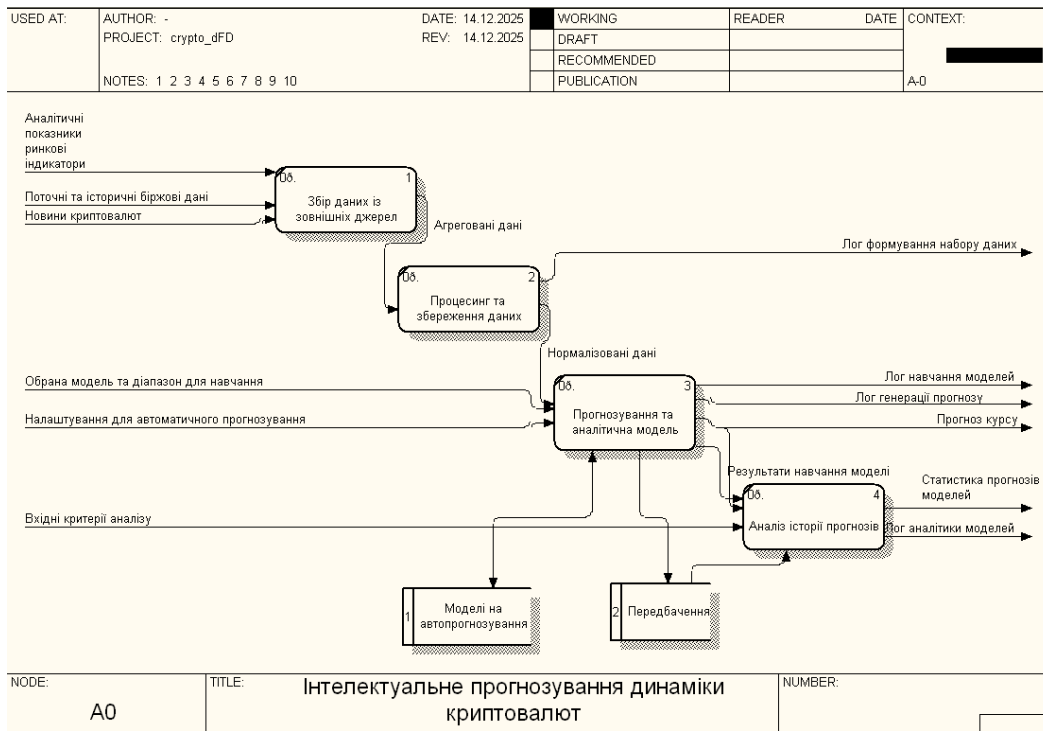 USED AT:
AUTHOR: -
DATE: 14.12.2025
WORKING
READER
DATE
CONTEXT:
PROJECT: crypto_dFD
REV: 14.12.2025
DRAFT
RECOMMENDED
NOTES: 1 2 3 4 5 6 7 8 9 10
PUBLICATION
A-0
Аналітичні
показники
ринкові
індикатори
Поточні та історичні біржові дані
Новини криптовалют
0δ.
1
Збір даних із
зовнішніх джерел
Агреговані дані
Лог формування набору даних
0δ.
2
Процесинг та
збереження даних
Нормалізовані дані
Обрана модель та діапазон для навчання
Налаштування для автоматичного прогнозування
0δ.
3
Прогнозування та
аналітична модель
Лог навчання моделей
Лог генерації прогнозу
Прогноз курсу
Результати навчання моделі
Статистика прогнозів
моделей
Вхідні критерії аналізу
0δ.
4
Аналіз історії прогнозів
Лог аналітики моделей
1
Моделі на
автопрогнозування
2
Передбачення
NODE:
A0
TITLE:
Інтелектуальне прогнозування динаміки
криптовалют
NUMBER: